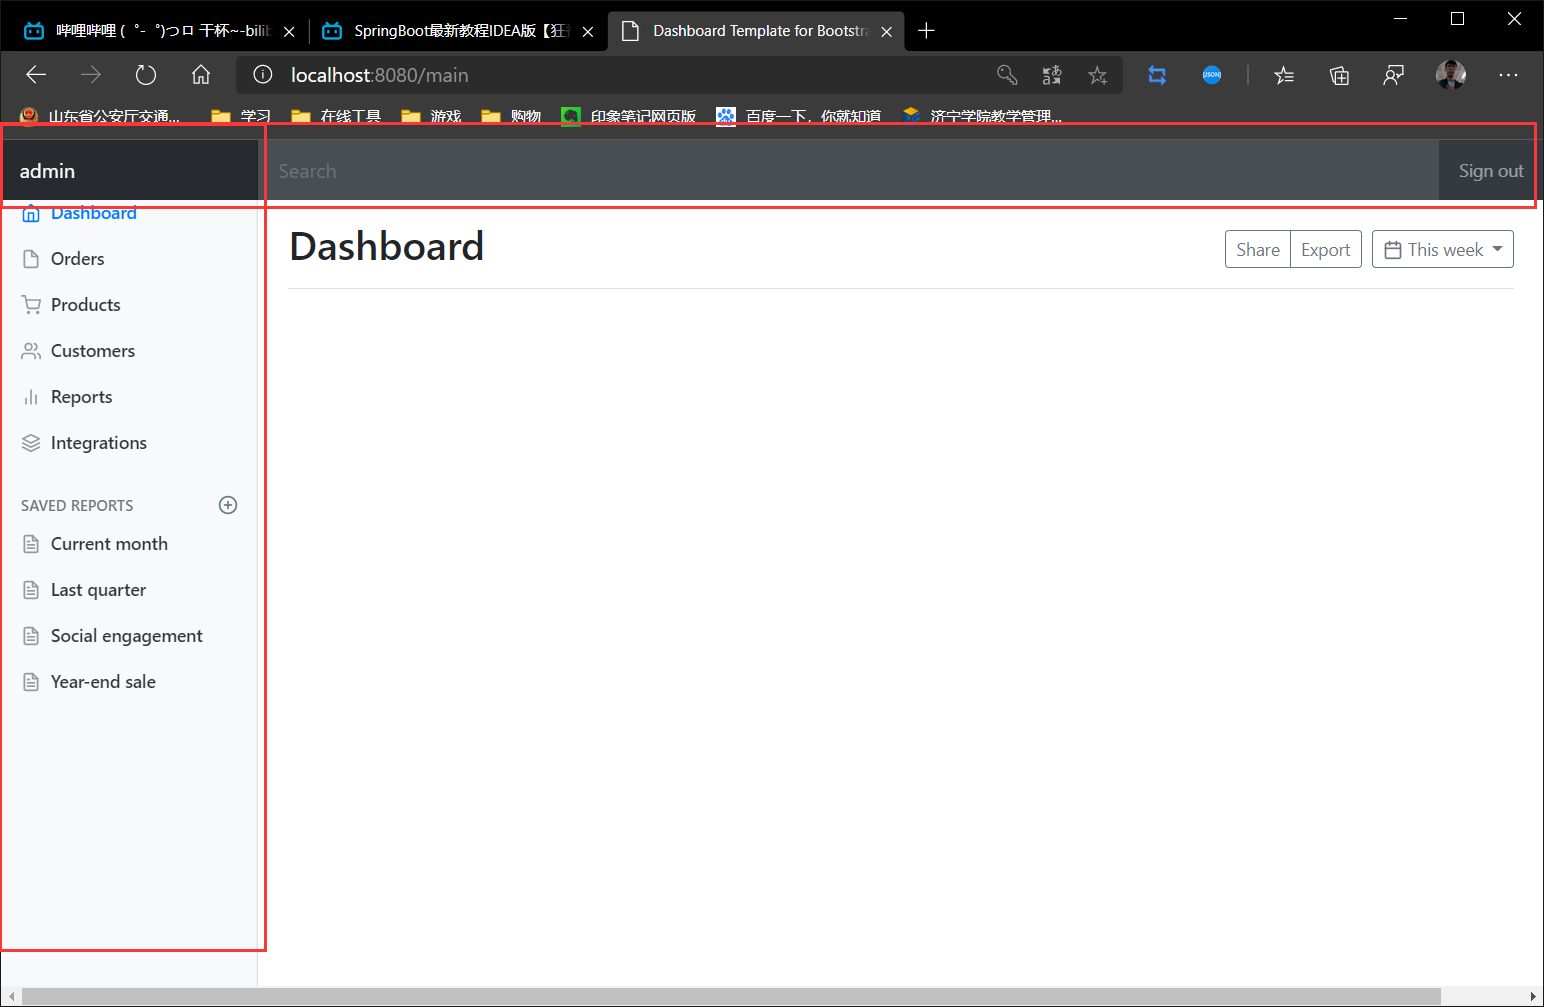 哔哩哔哩 (゜-゜)つロ 干杯~-bilib
SpringBoot最新教程IDEA版【狂
Dashboard Template for Bootstra
localhost:8080/main
JSON
山东省公安厅交通...
学习
在线工具
游戏
购物
印象笔记网页版
百度一下，你就知道
济宁学院教学管理...
admin
Search
Sign out
Dashboard
Orders
Products
Customers
Reports
Integrations
SAVED REPORTS
Current month
Last quarter
Social engagement
Year-end sale
Dashboard
Share
Export
This week